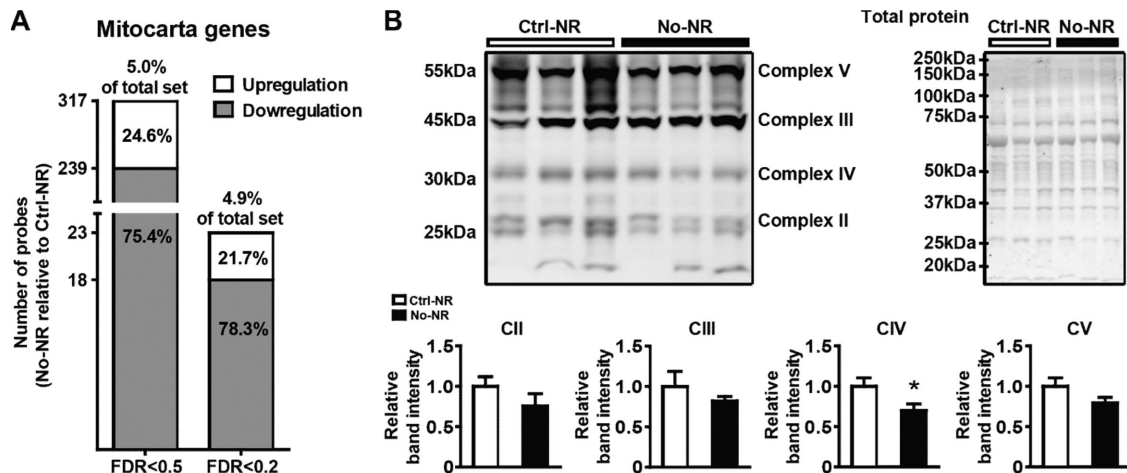 A
Mitocarta genes
5.0%
of total set
Upregulation
Dowregulation
317
24.6%
239
4.9%
of total set
23
75.4%
21.7%
18
78.3%
Number of probes
(No-NR relative to Ctrl-NR)
FDR<0.5
FDR<0.2
B
Ctrl-NR
No-NR
55kDa
Complex V
45kDa
Complex III
30kDa
Complex IV
25kDa
Complex II
Total protein
Ctrl-NR
No-NR
250kDa
150kDa
100kDa
75kDa
50kDa
37kDa
25kDa
20kDa
Ctrl-NR
No-NR
CII
Relative
band intensity
1.5
1.0
0.5
0
CIII
Relative
band intensity
1.5
1.0
0.5
0
CIV
Relative
band intensity
1.5
1.0
0.5
0
*
CV
Relative
band intensity
1.5
1.0
0.5
0